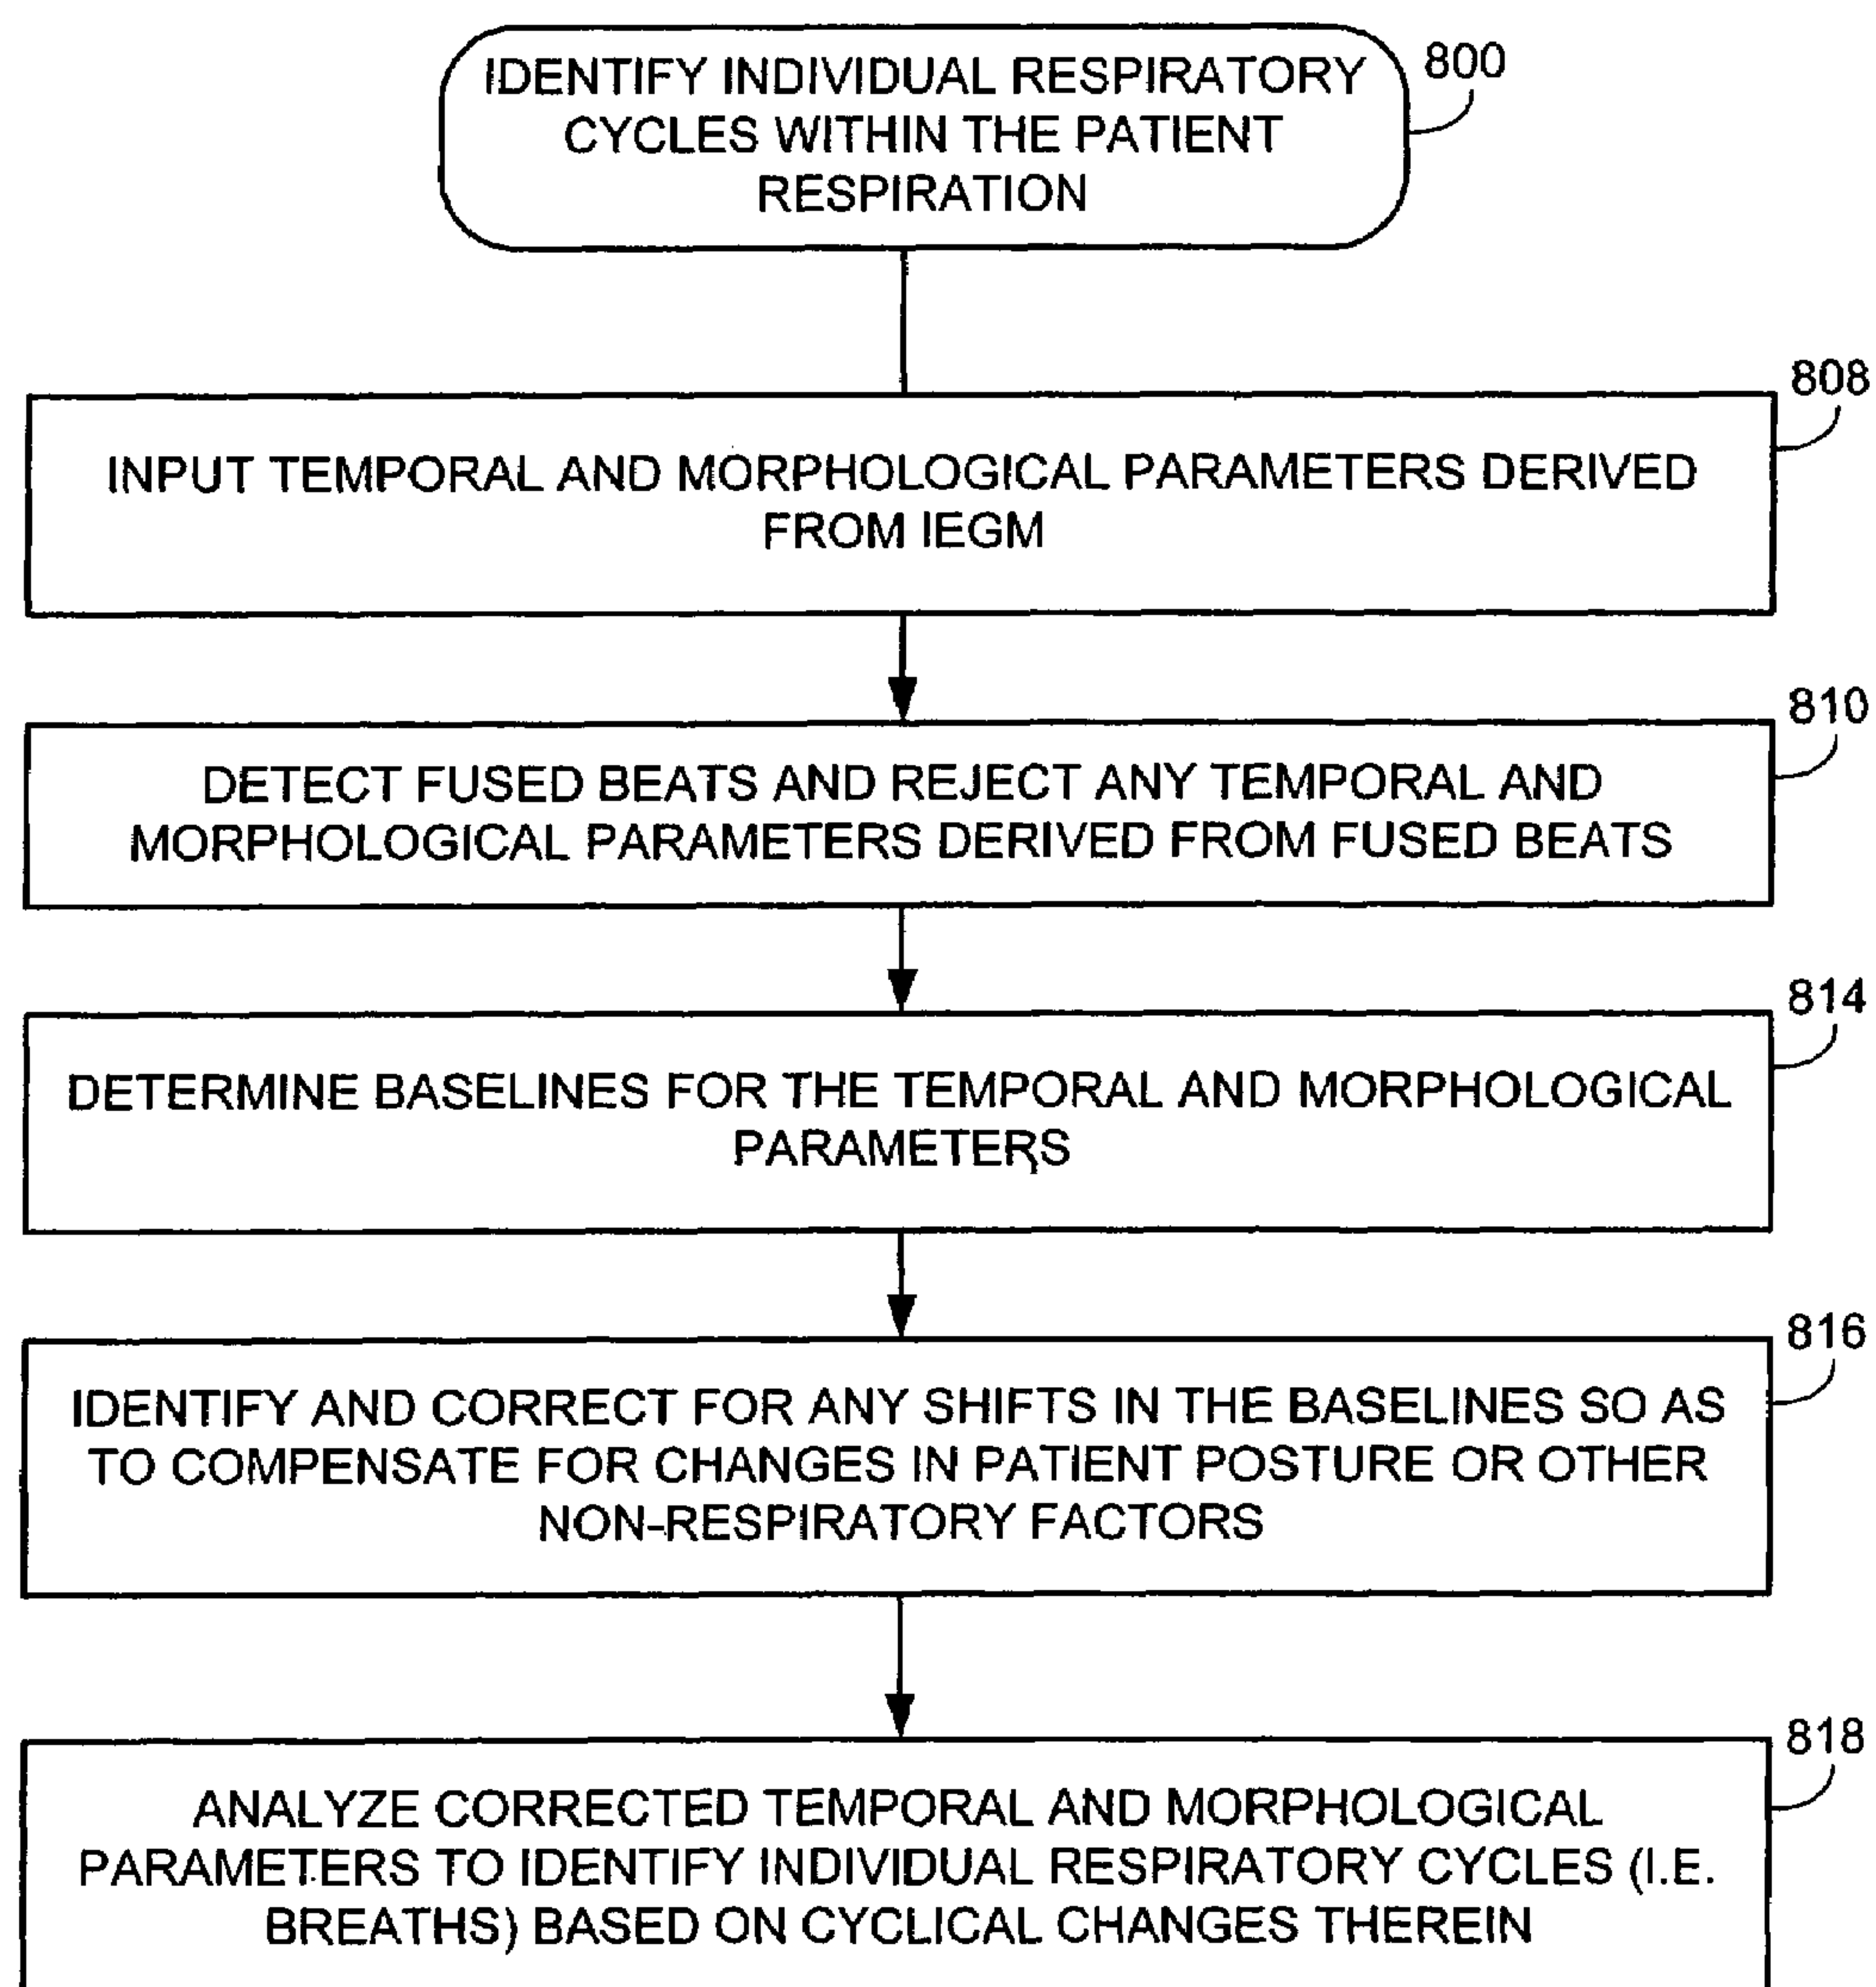 IDENTIFY INDIVIDUAL RESPIRATORY
CYCLES WITHIN THE PATIENT
RESPIRATION
800
808
INPUT TEMPORAL AND MORPHOLOGICAL PARAMETERS DERIVED
FROM IEGM
810
DETECT FUSED BEATS AND REJECT ANY TEMPORAL AND
MORPHOLOGICAL PARAMETERS DERIVED FROM FUSED BEATS
814
DETERMINE BASELINES FOR THE TEMPORAL AND MORPHOLOGICAL
PARAMETERS
816
IDENTIFY AND CORRECT FOR ANY SHIFTS IN THE BASELINES SO AS
TO COMPENSATE FOR CHANGES IN PATIENT POSTURE OR OTHER
NON-RESPIRATORY FACTORS
818
ANALYZE CORRECTED TEMPORAL AND MORPHOLOGICAL
PARAMETERS TO IDENTIFY INDIVIDUAL RESPIRATORY CYCLES (I.E.
BREATHS) BASED ON CYCLICAL CHANGES THEREIN